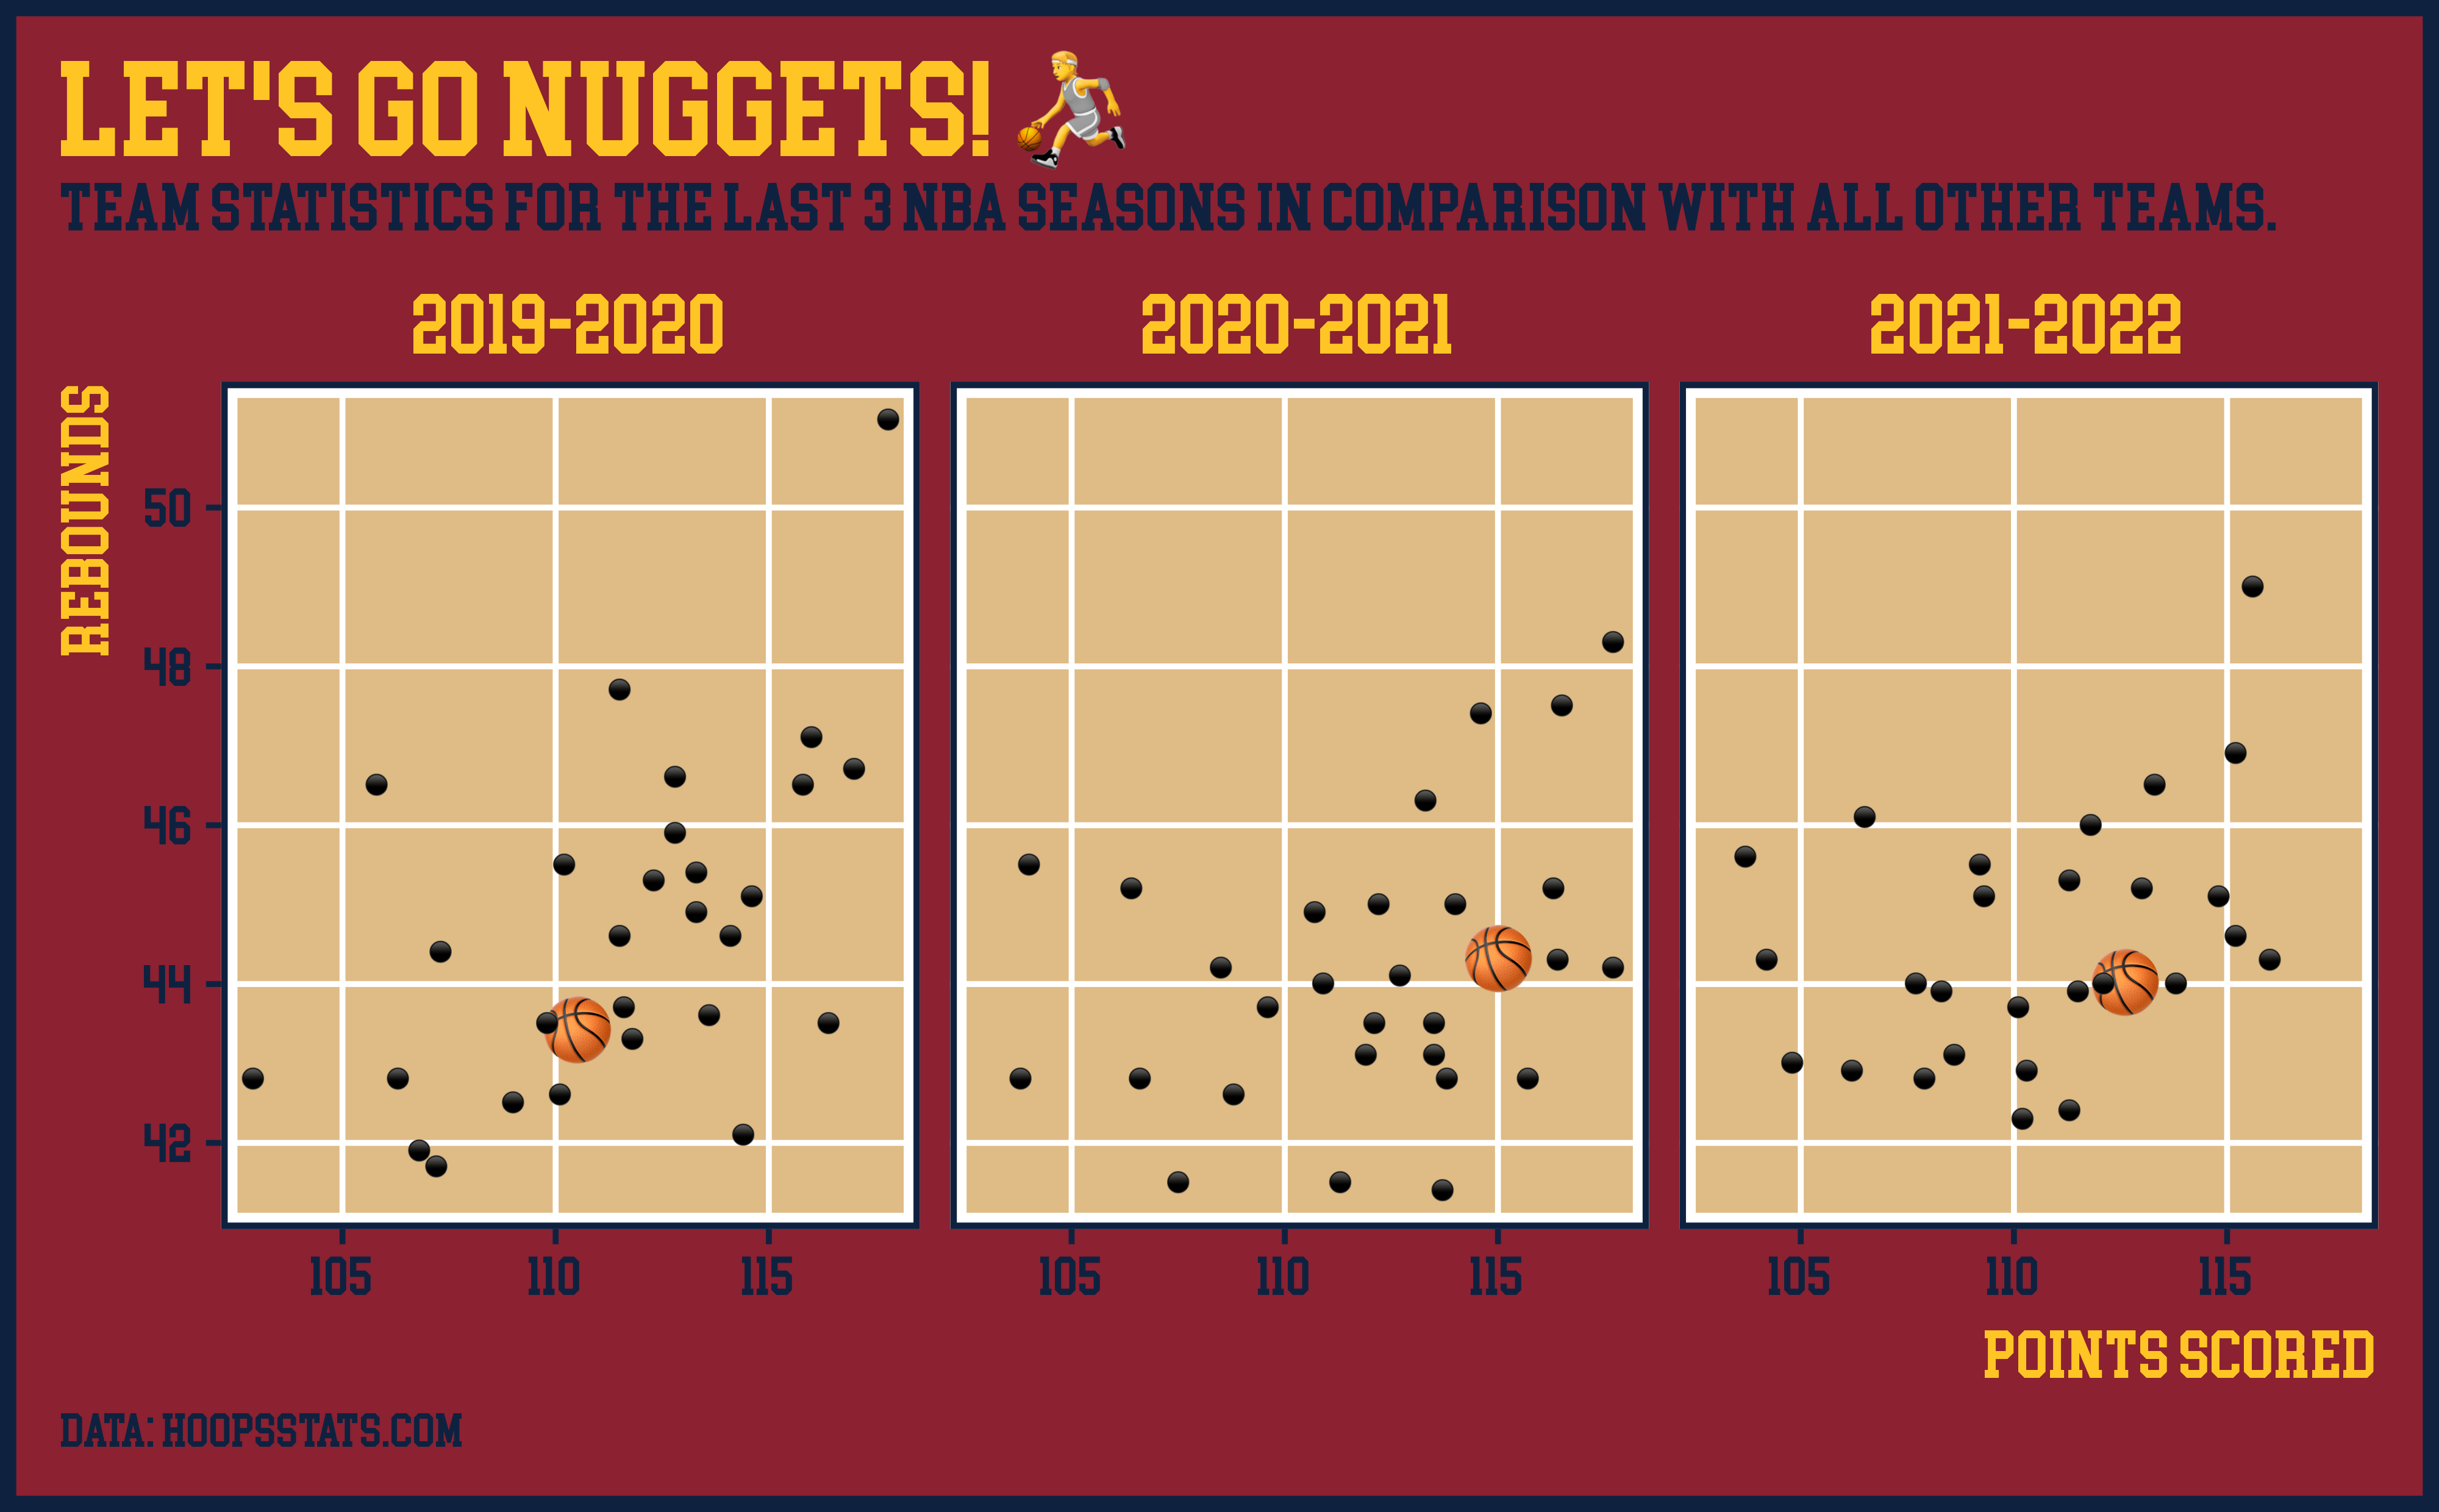 LET'S GO NUGGETS!
TEAM STATISTICS FOR THE LAST 3 NBA SEASONS IN COMPARISON WITH ALL OTHER TEAMS.
2019-2020
2020-2021
2021-2022
REBOUNDS
50
48
46
44
42
105 110 115
105 110 115
105 110 115
POINTS SCORED
DATA: HOOPSSTATS.COM